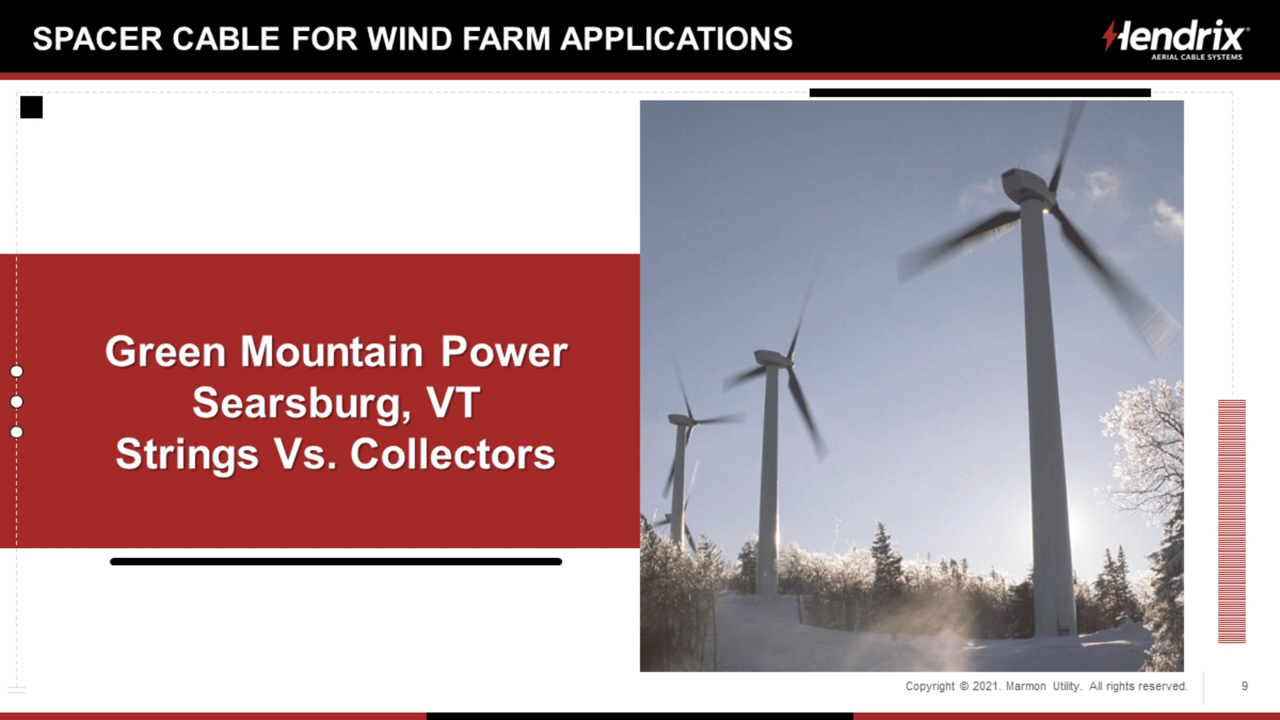 SPACER CABLE FOR WIND FARM APPLICATIONS
Hendrix®
AERIAL CABLE SYSTEMS
Green Mountain Power
Searsburg, VT
Strings Vs. Collectors
Copyright © 2021. Marmon Utility. All rights reserved.
9